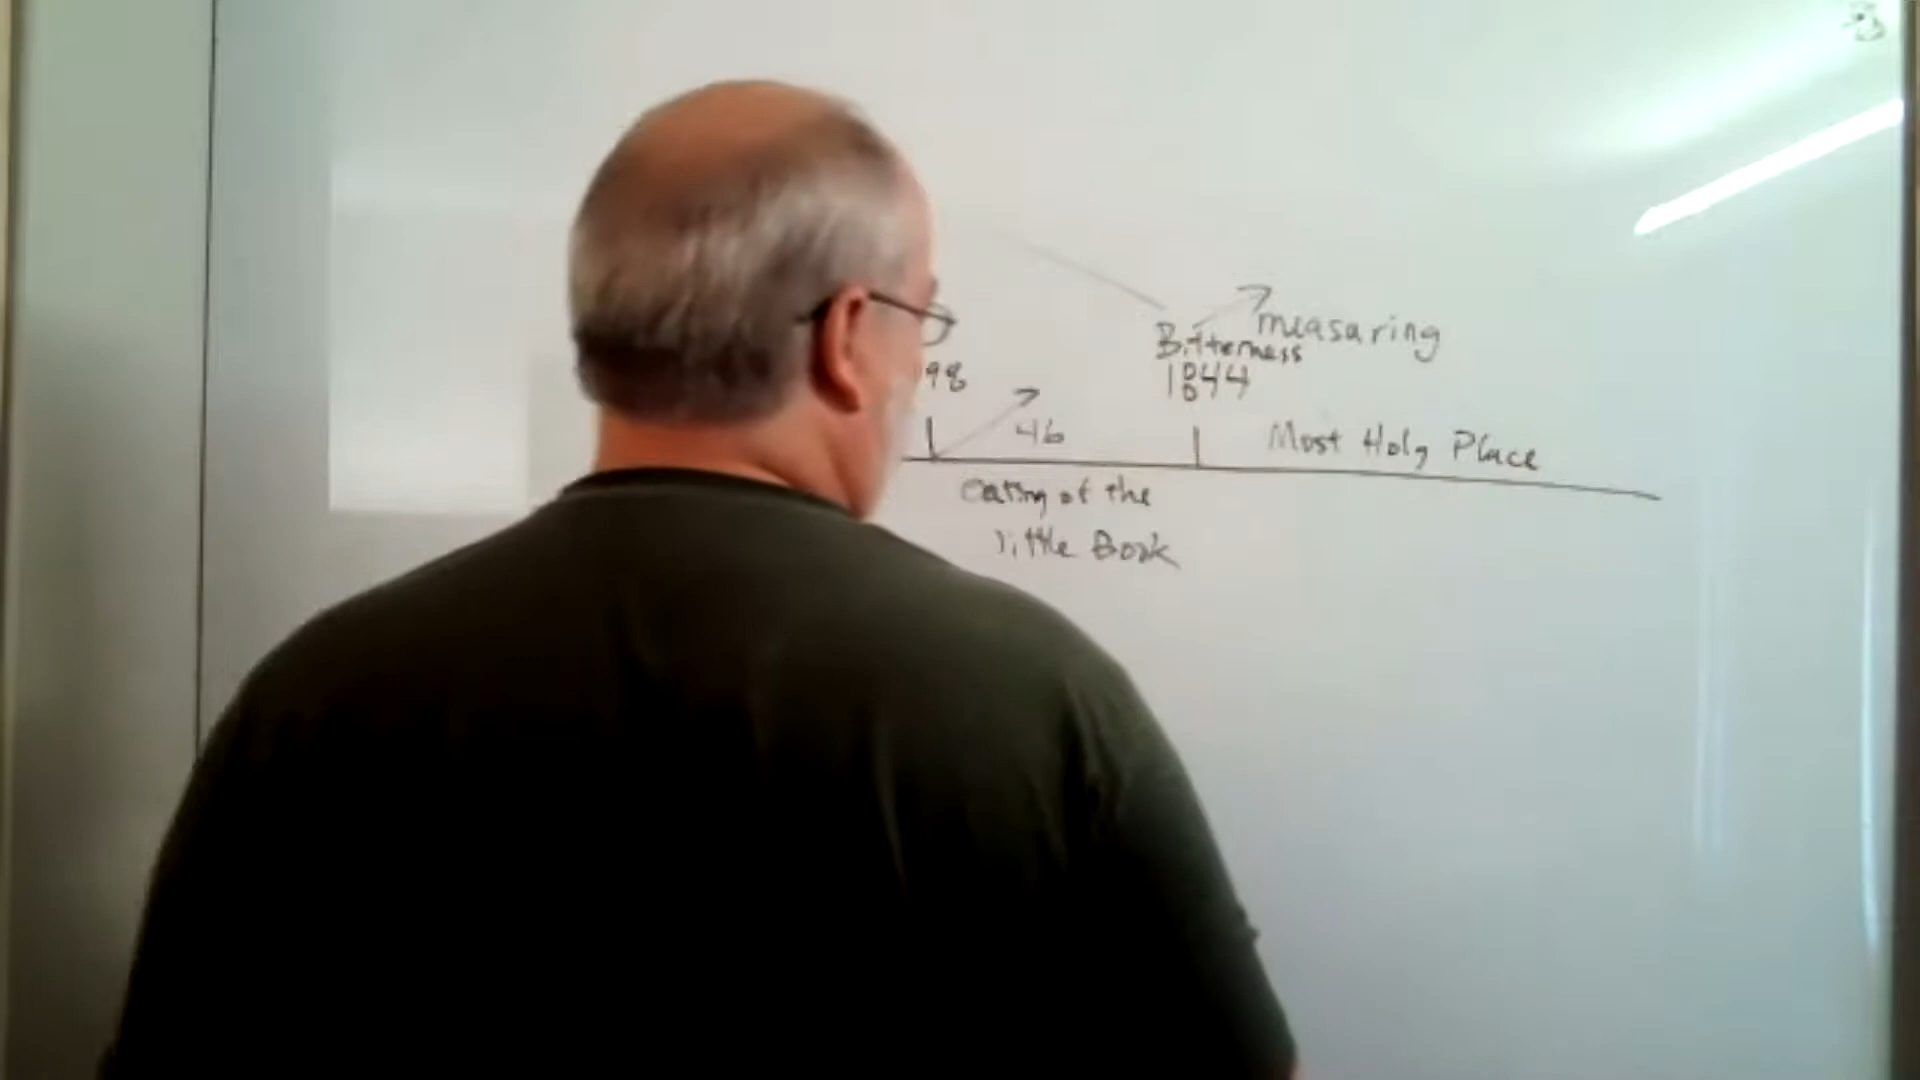 measuring
Bitterness
1844
98
46
Most Holy Place
eating of the
little Book